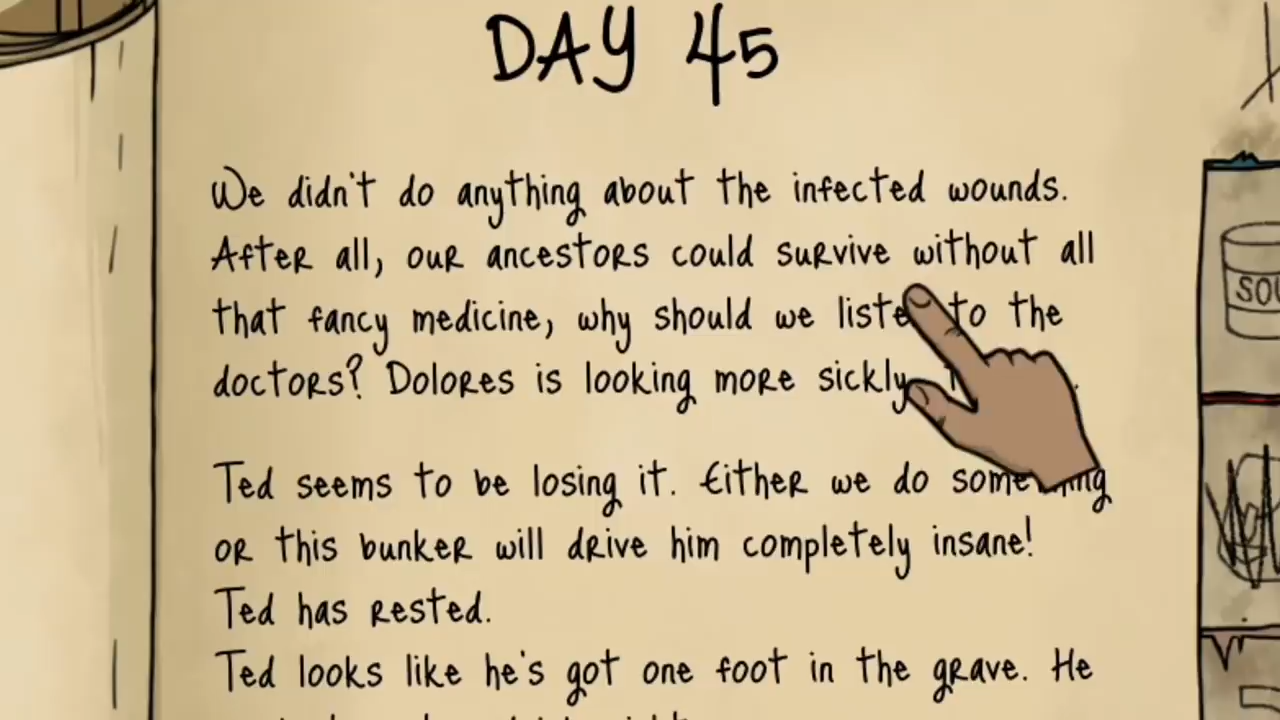 DAY 45
We didn't do anything about the infected wounds.
After all, our ancestors could survive without all
that fancy medicine, why should we to the
doctors? Dolores is looking more sickly
Ted seems to be losing it. Either we do something
or this bunker will drive him completely insane!
Ted has rested.
Ted looks like he's got one foot in the grave. He
SOU